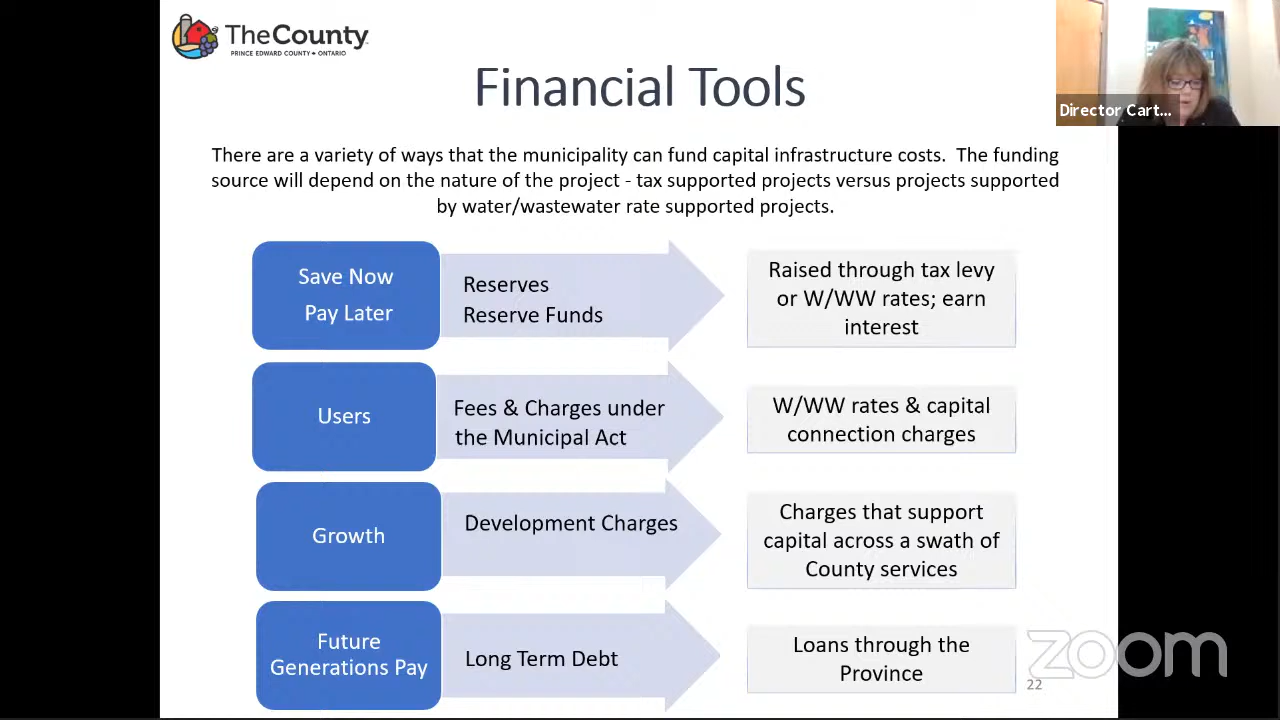 TheCounty
PRINCE EDWARD COUNTY • ONTARIO
Financial Tools
Director Cart...
There are a variety of ways that the municipality can fund capital infrastructure costs.  The funding
source will depend on the nature of the project - tax supported projects versus projects supported
by water/wastewater rate supported projects.
Save Now
Pay Later
Reserves
Reserve Funds
Raised through tax levy
or W/WW rates; earn
interest
Users
Fees & Charges under
the Municipal Act
W/WW rates & capital
connection charges
Growth
Development Charges
Charges that support
capital across a swath of
County services
Future
Generations Pay
Long Term Debt
Loans through the
Province
22
zoom